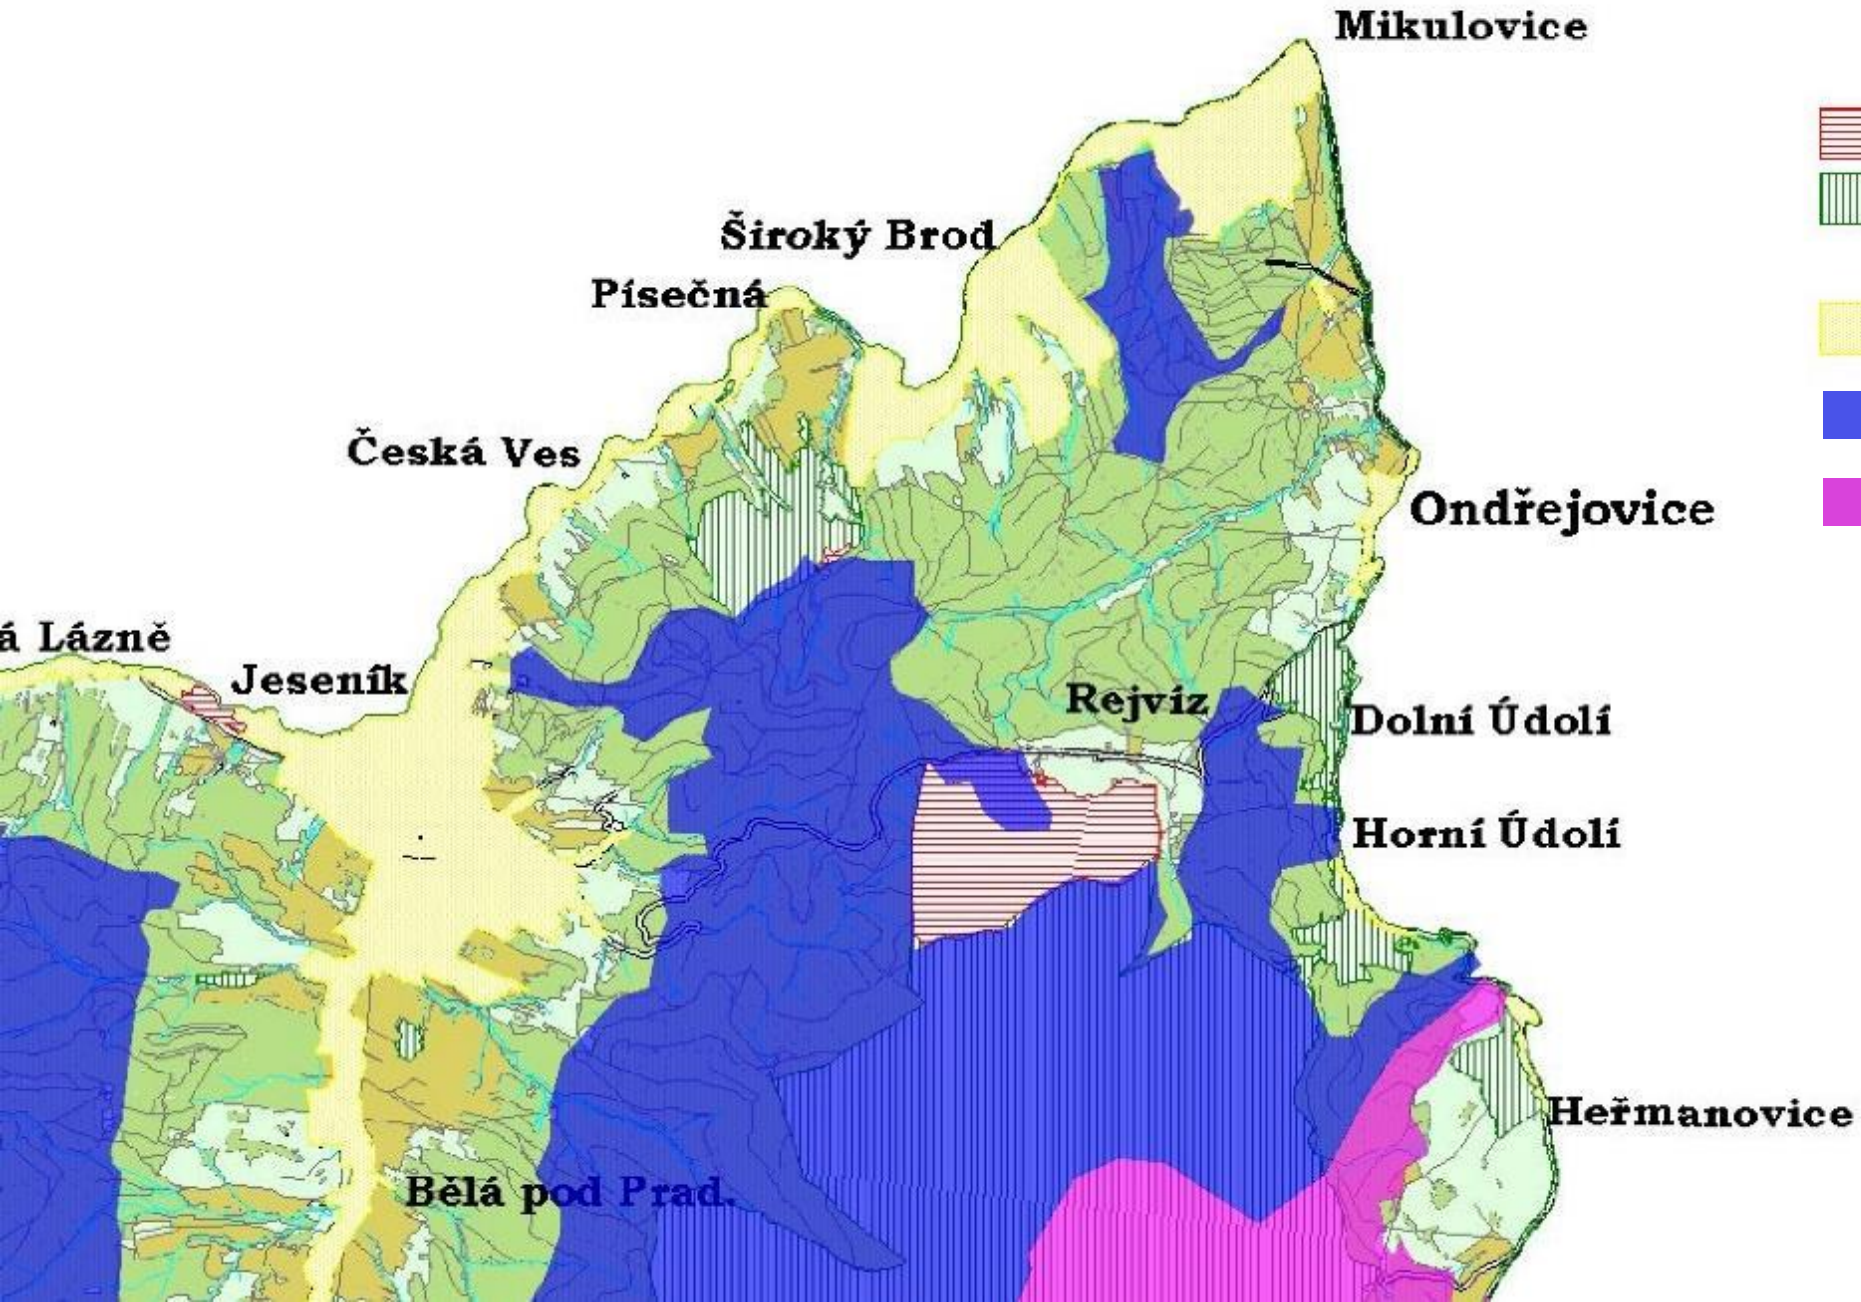 Mikulovice
Široký Brod
Písečná
Česká Ves
Ondřejovice
á Lázně
Jeseník
Rejvíz
Dolní Údolí
Horní Údolí
Heřmanovice
Bělá pod Prad.